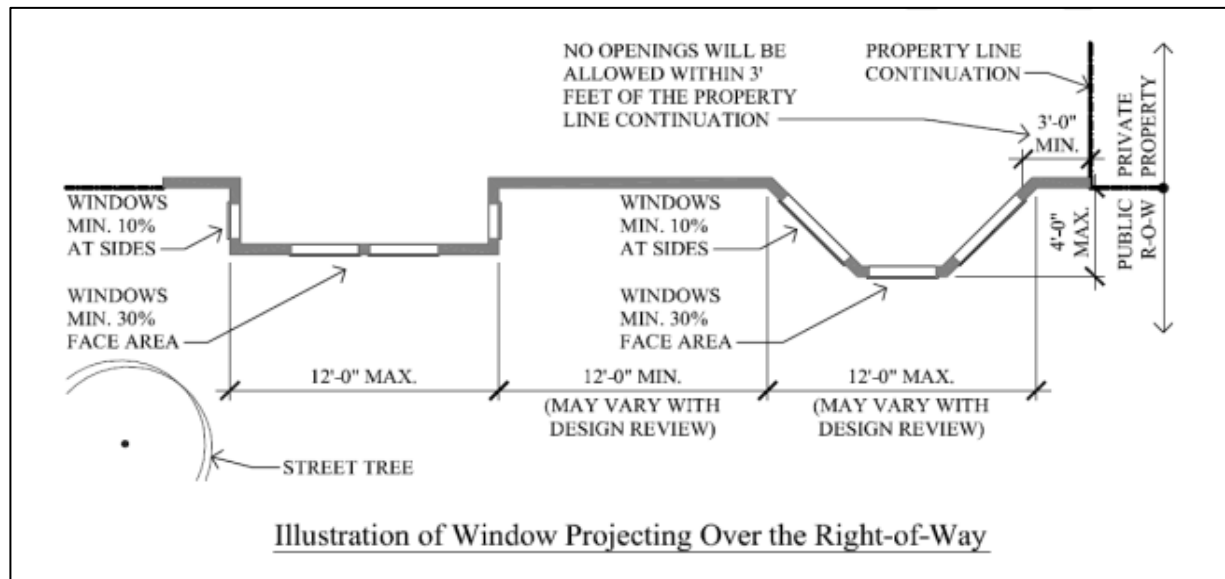 NO OPENINGS WILL BE
ALLOWED WITHIN 3'
FEET OF THE PROPERTY
LINE CONTINUATION
PROPERTY LINE
CONTINUATION
3'-0"
MIN.
PRIVATE
PROPERTY
PUBLIC
R-O-W
4'-0"
MAX.
WINDOWS
MIN. 10%
AT SIDES
WINDOWS
MIN. 30%
FACE AREA
WINDOWS
MIN. 10%
AT SIDES
WINDOWS
MIN. 30%
FACE AREA
12'-0" MAX.
12'-0" MIN.
(MAY VARY WITH
DESIGN REVIEW)
12'-0" MAX.
(MAY VARY WITH
DESIGN REVIEW)
STREET TREE
Illustration of Window Projecting Over the Right-of-Way